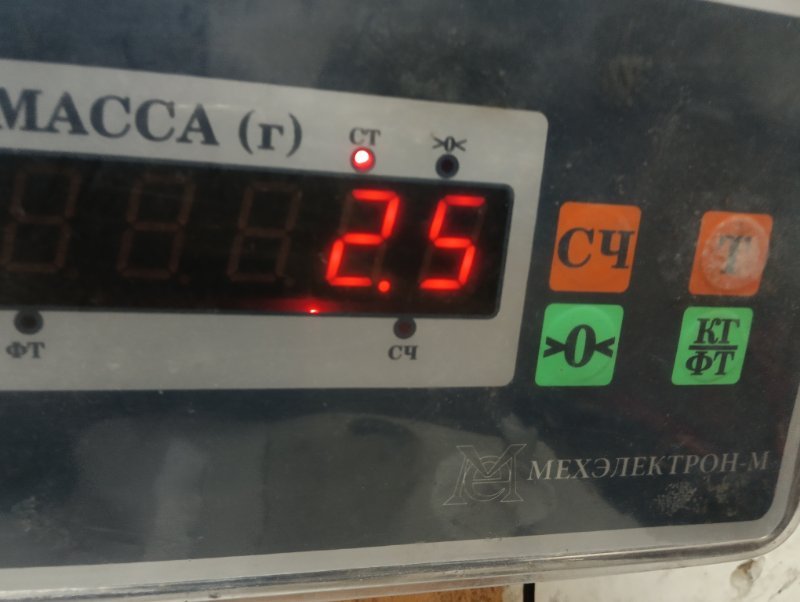 МАССА (г)
СТ
>0<
2.5
СЧ
Т
>0<
КГ
ФТ
ФТ
СЧ
МЕХЭЛЕКТРОН-М